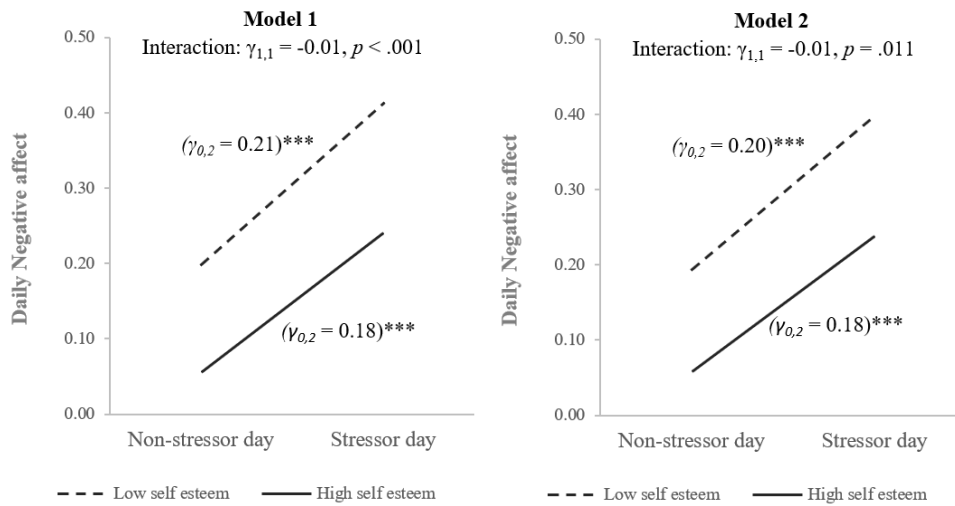 Model 1
Interaction: γ1,1 = -0.01, p < .001
Daily Negative affect
0.50
0.40
0.30
0.20
0.10
0.00
(γ0,2 = 0.21)***
(γ0,2 = 0.18)***
Non-stressor day Stressor day
Low self esteem High self esteem
Model 2
Interaction: γ1,1 = -0.01, p = .011
Daily Negative affect
0.50
0.40
0.30
0.20
0.10
0.00
(γ0,2 = 0.20)***
(γ0,2 = 0.18)***
Non-stressor day Stressor day
Low self esteem High self esteem